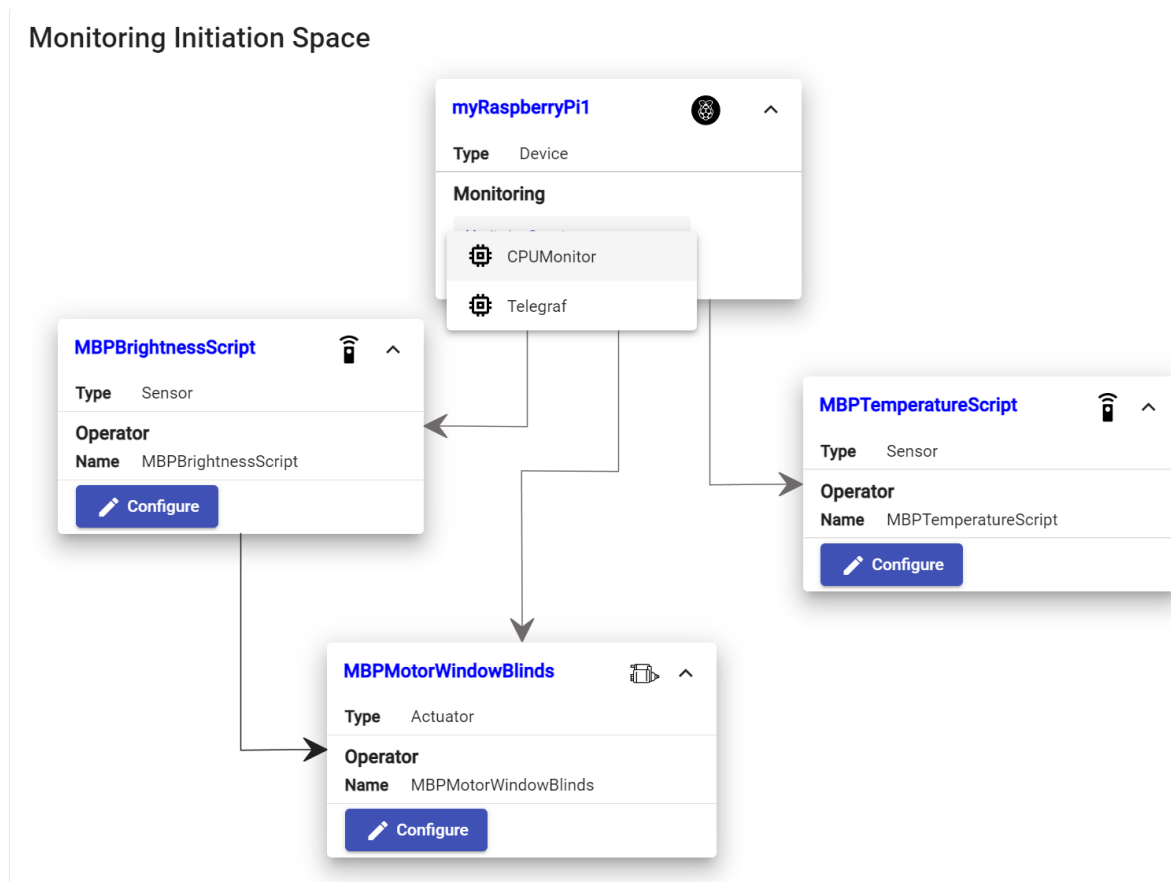 Monitoring Initiation Space
myRaspberryPi1
Type Device
Monitoring
CPUMonitor
Telegraf
MBPBrightnessScript
Type Sensor
Operator
Name MBPBrightnessScript
Configure
MBPTemperatureScript
Type Sensor
Operator
Name MBPTemperatureScript
Configure
MBPMotorWindowBlinds
Type Actuator
Operator
Name MBPMotorWindowBlinds
Configure